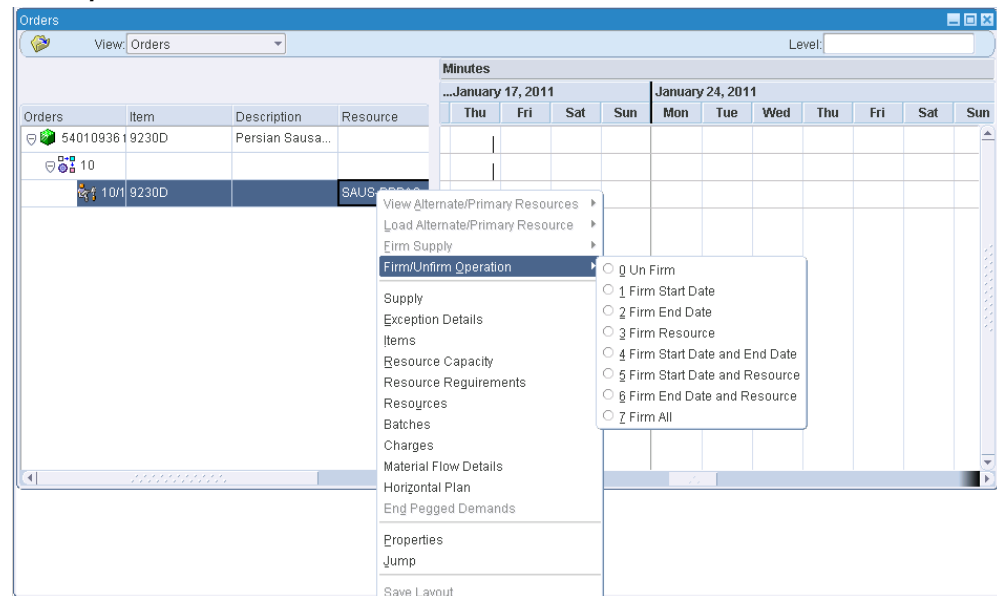 Orders
View: Orders Level:
Minutes
...January 17, 2011 January 24, 2011
Orders Item Description Resource Thu Fri Sat Sun Mon Tue Wed Thu Fri Sat Sun
54010936 9230D Persian Sausa...
10
10/1 9230D SAUS
View Alternate/Primary Resources
Load Alternate/Primary Resource
Firm Supply
Firm/Unfirm Operation
0 Un Firm
1 Firm Start Date
2 Firm End Date
3 Firm Resource
4 Firm Start Date and End Date
5 Firm Start Date and Resource
6 Firm End Date and Resource
7 Firm All
Supply
Exception Details
Items
Resource Capacity
Resource Requirements
Resources
Batches
Charges
Material Flow Details
Horizontal Plan
End Pegged Demands
Properties
Jump
Save Layout